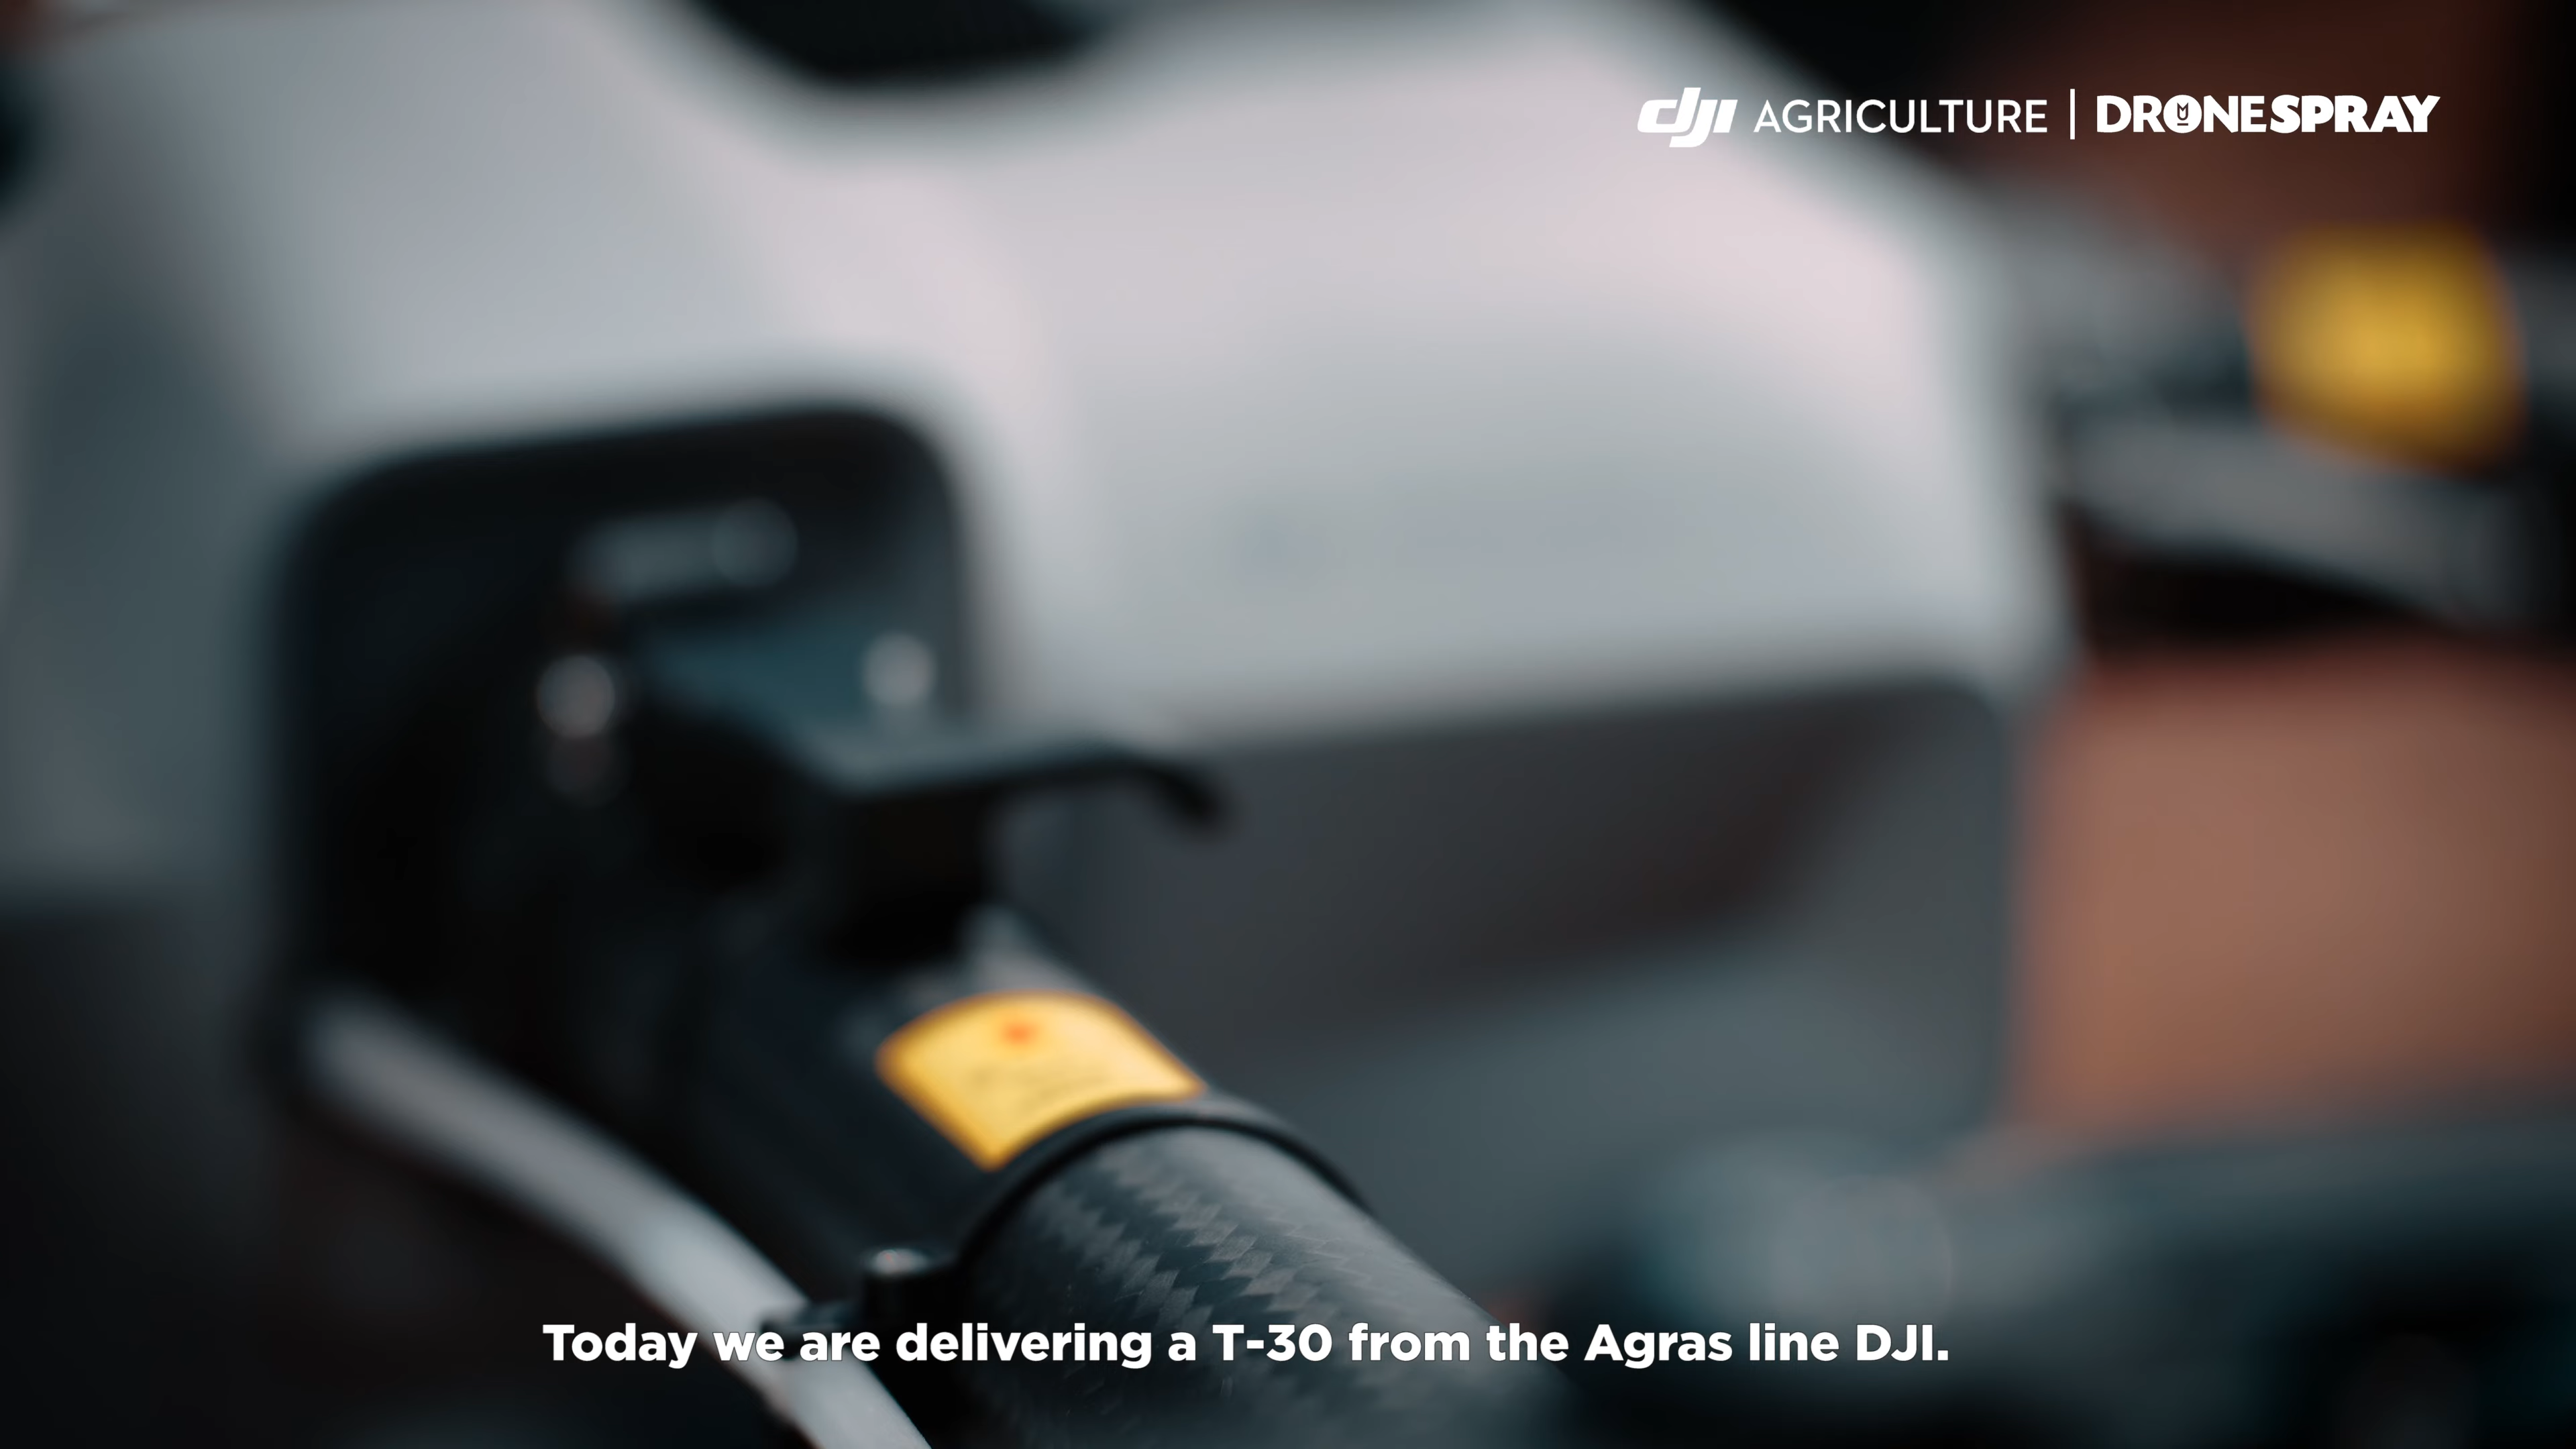 dji AGRICULTURE | DRONESPRAY
Today we are delivering a T-30 from the Agras line DJI.